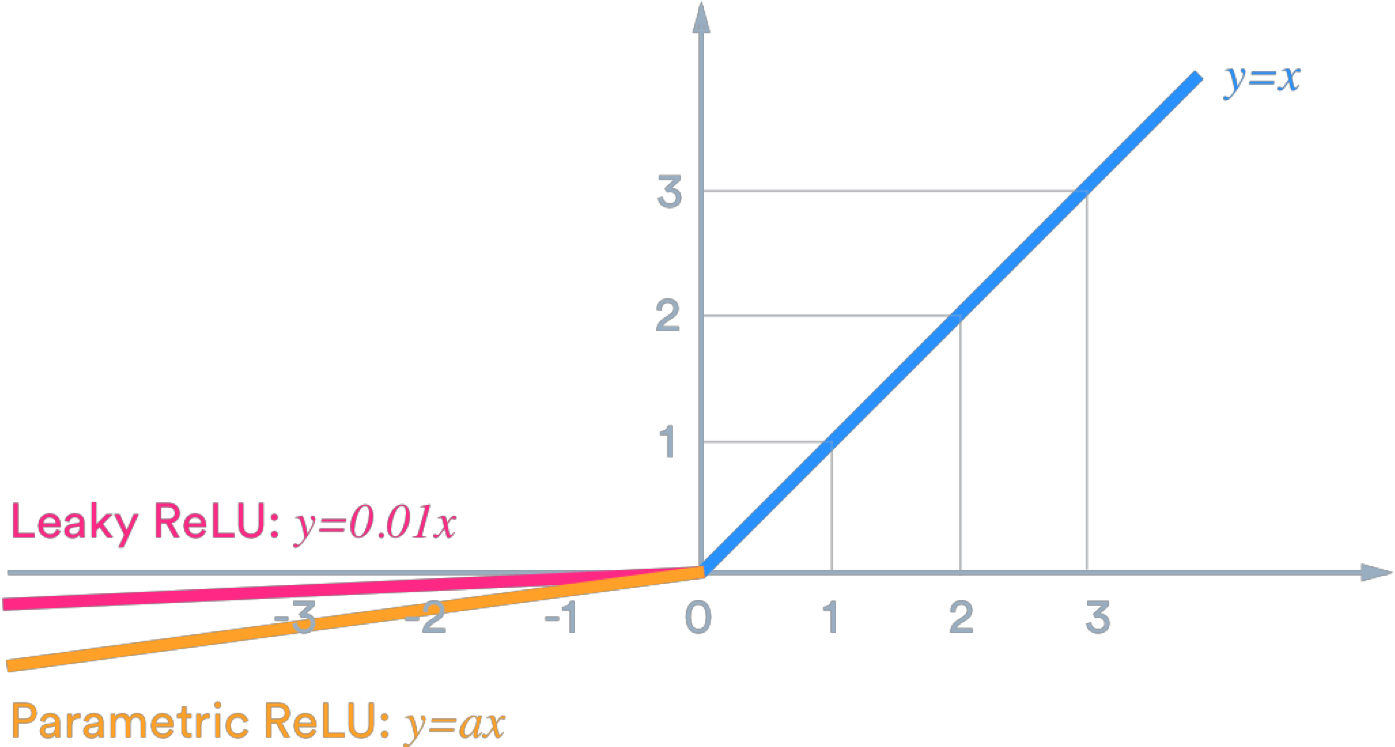 y=x
3
2
1
Leaky ReLU: y=0.01x
-3 -2 -1 0 1 2 3
Parametric ReLU: y=ax